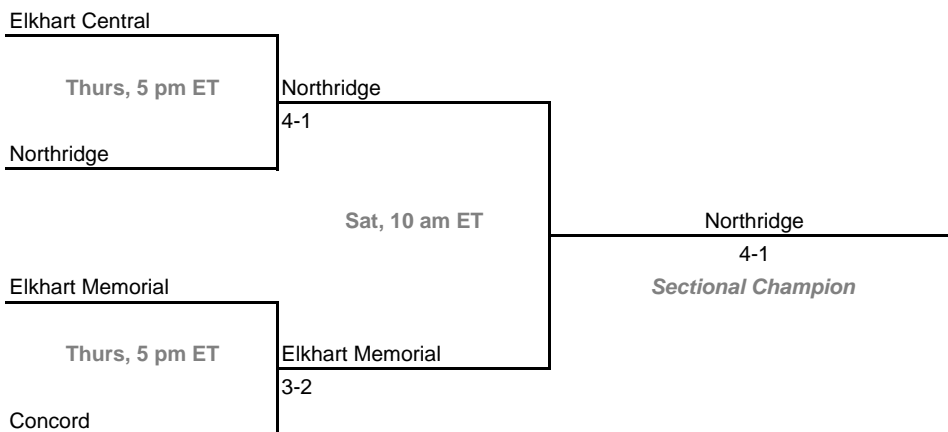 Elkhart Central
Thurs, 5 pm ET
Northridge
4-1
Northridge
Sat, 10 am ET
Northridge
4-1
Sectional Champion
Elkhart Memorial
Thurs, 5 pm ET
Elkhart Memorial
3-2
Concord